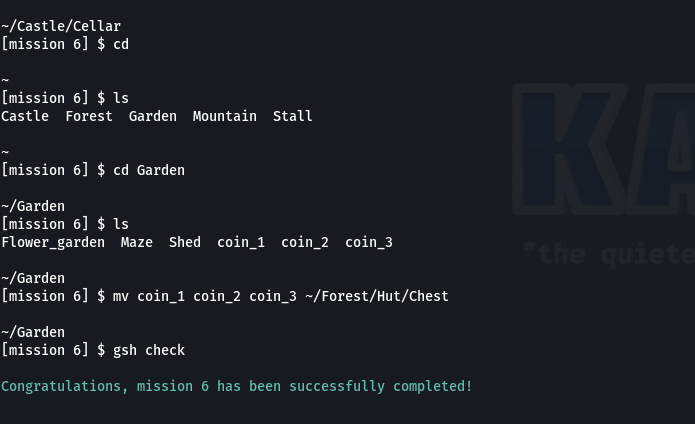 ~/Castle/Cellar
[mission 6] $ cd
~
[mission 6] $ ls
Castle  Forest  Garden  Mountain  Stall
~
[mission 6] $ cd Garden
~/Garden
[mission 6] $ ls
Flower_garden  Maze  Shed  coin_1  coin_2  coin_3
~/Garden
[mission 6] $ mv coin_1 coin_2 coin_3 ~/Forest/Hut/Chest
~/Garden
[mission 6] $ gsh check
Congratulations, mission 6 has been successfully completed!
KA
"the quiete